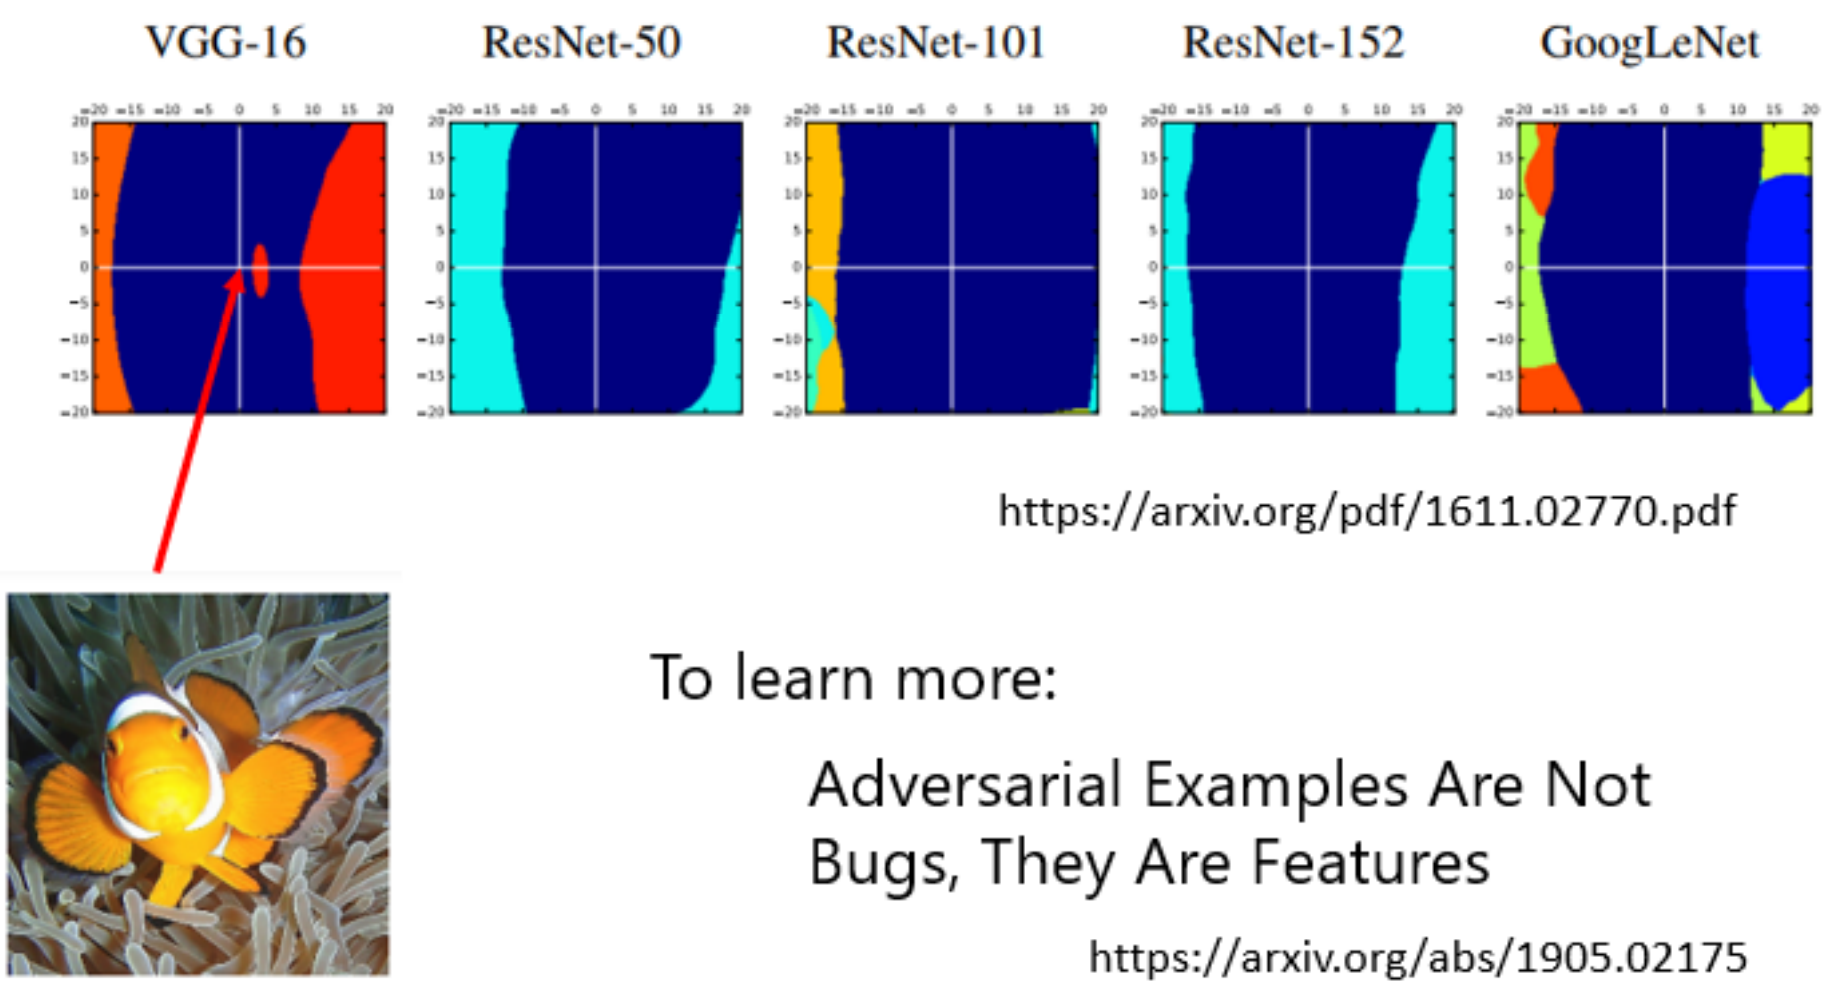 VGG-16 ResNet-50 ResNet-101 ResNet-152 GoogLeNet
-20 -15 -10 -5 0 5 10 15 20 -20 -15 -10 -5 0 5 10 15 20 -20 -15 -10 -5 0 5 10 15 20 -20 -15 -10 -5 0 5 10 15 20 -20 -15 -10 -5 0 5 10 15 20
20 20 20 20 20
15 15 15 15 15
10 10 10 10 10
5 5 5 5 5
0 0 0 0 0
-5 -5 -5 -5 -5
-10 -10 -10 -10 -10
-15 -15 -15 -15 -15
-20 -20 -20 -20 -20
https://arxiv.org/pdf/1611.02770.pdf
To learn more:
Adversarial Examples Are Not
Bugs, They Are Features
https://arxiv.org/abs/1905.02175